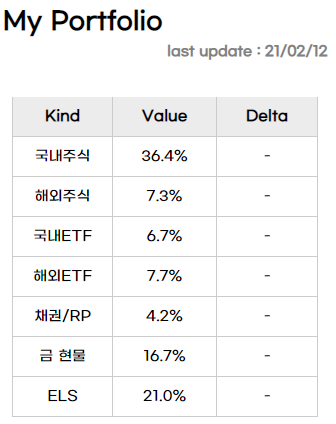 My Portfolio
last update : 21/02/12
Kind Value Delta
국내주식 36.4% -
해외주식 7.3% -
국내ETF 6.7% -
해외ETF 7.7% -
채권/RP 4.2% -
금 현물 16.7% -
ELS 21.0% -